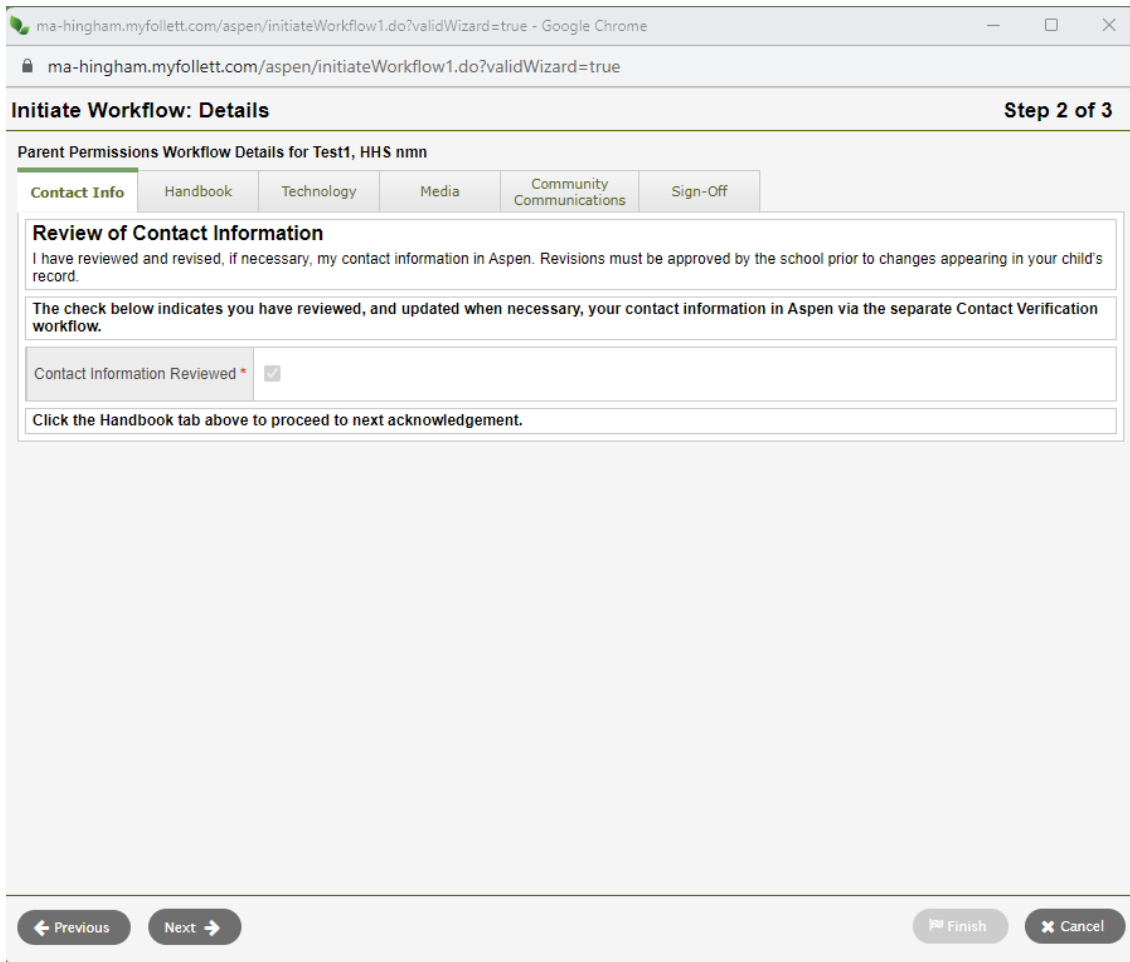 ma-hingham.myfollett.com/aspen/initiateWorkflow1.do?validWizard=true - Google Chrome
ma-hingham.myfollett.com/aspen/initiateWorkflow1.do?validWizard=true
Initiate Workflow: Details Step 2 of 3
Parent Permissions Workflow Details for Test1, HHS nmn
Contact Info Handbook Technology Media Community Communications Sign-Off
Review of Contact Information
I have reviewed and revised, if necessary, my contact information in Aspen. Revisions must be approved by the school prior to changes appearing in your child's
record.
The check below indicates you have reviewed, and updated when necessary, your contact information in Aspen via the separate Contact Verification
workflow.
Contact Information Reviewed *
Click the Handbook tab above to proceed to next acknowledgement.
Previous Next Finish Cancel